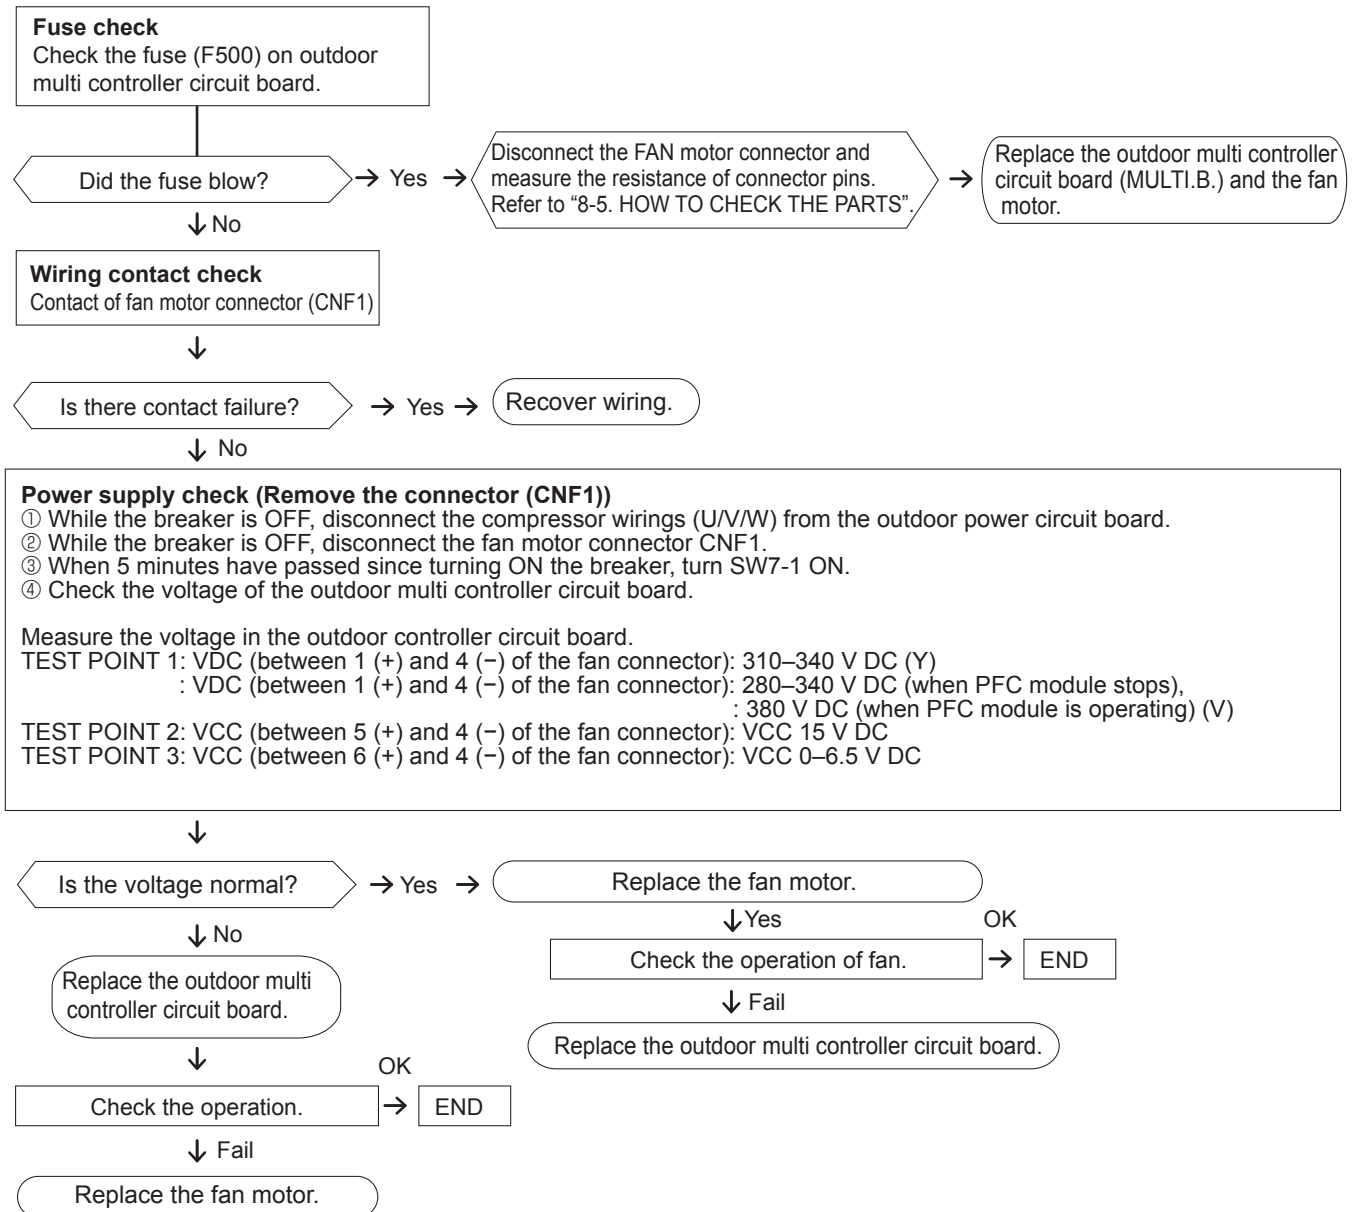 Fuse check
Check the fuse (F500) on outdoor
multi controller circuit board.
Did the fuse blow?
Yes
Disconnect the FAN motor connector and
measure the resistance of connector pins.
Refer to “8-5. HOW TO CHECK THE PARTS”.
Replace the outdoor multi controller
circuit board (MULTI.B.) and the fan
motor.
No
Wiring contact check
Contact of fan motor connector (CNF1)
Is there contact failure?
Yes
Recover wiring.
No
Power supply check (Remove the connector (CNF1))
① While the breaker is OFF, disconnect the compressor wirings (U/V/W) from the outdoor power circuit board.
② While the breaker is OFF, disconnect the fan motor connector CNF1.
③ When 5 minutes have passed since turning ON the breaker, turn SW7-1 ON.
④ Check the voltage of the outdoor multi controller circuit board.
Measure the voltage in the outdoor controller circuit board.
TEST POINT 1: VDC (between 1 (+) and 4 (−) of the fan connector): 310–340 V DC (Y)
: VDC (between 1 (+) and 4 (−) of the fan connector): 280–340 V DC (when PFC module stops),
: 380 V DC (when PFC module is operating) (V)
TEST POINT 2: VCC (between 5 (+) and 4 (−) of the fan connector): VCC 15 V DC
TEST POINT 3: VCC (between 6 (+) and 4 (−) of the fan connector): VCC 0–6.5 V DC
Is the voltage normal?
Yes
Replace the fan motor.
Yes
Check the operation of fan.
OK
END
Fail
Replace the outdoor multi controller circuit board.
No
Replace the outdoor multi
controller circuit board.
Check the operation.
OK
END
Fail
Replace the fan motor.